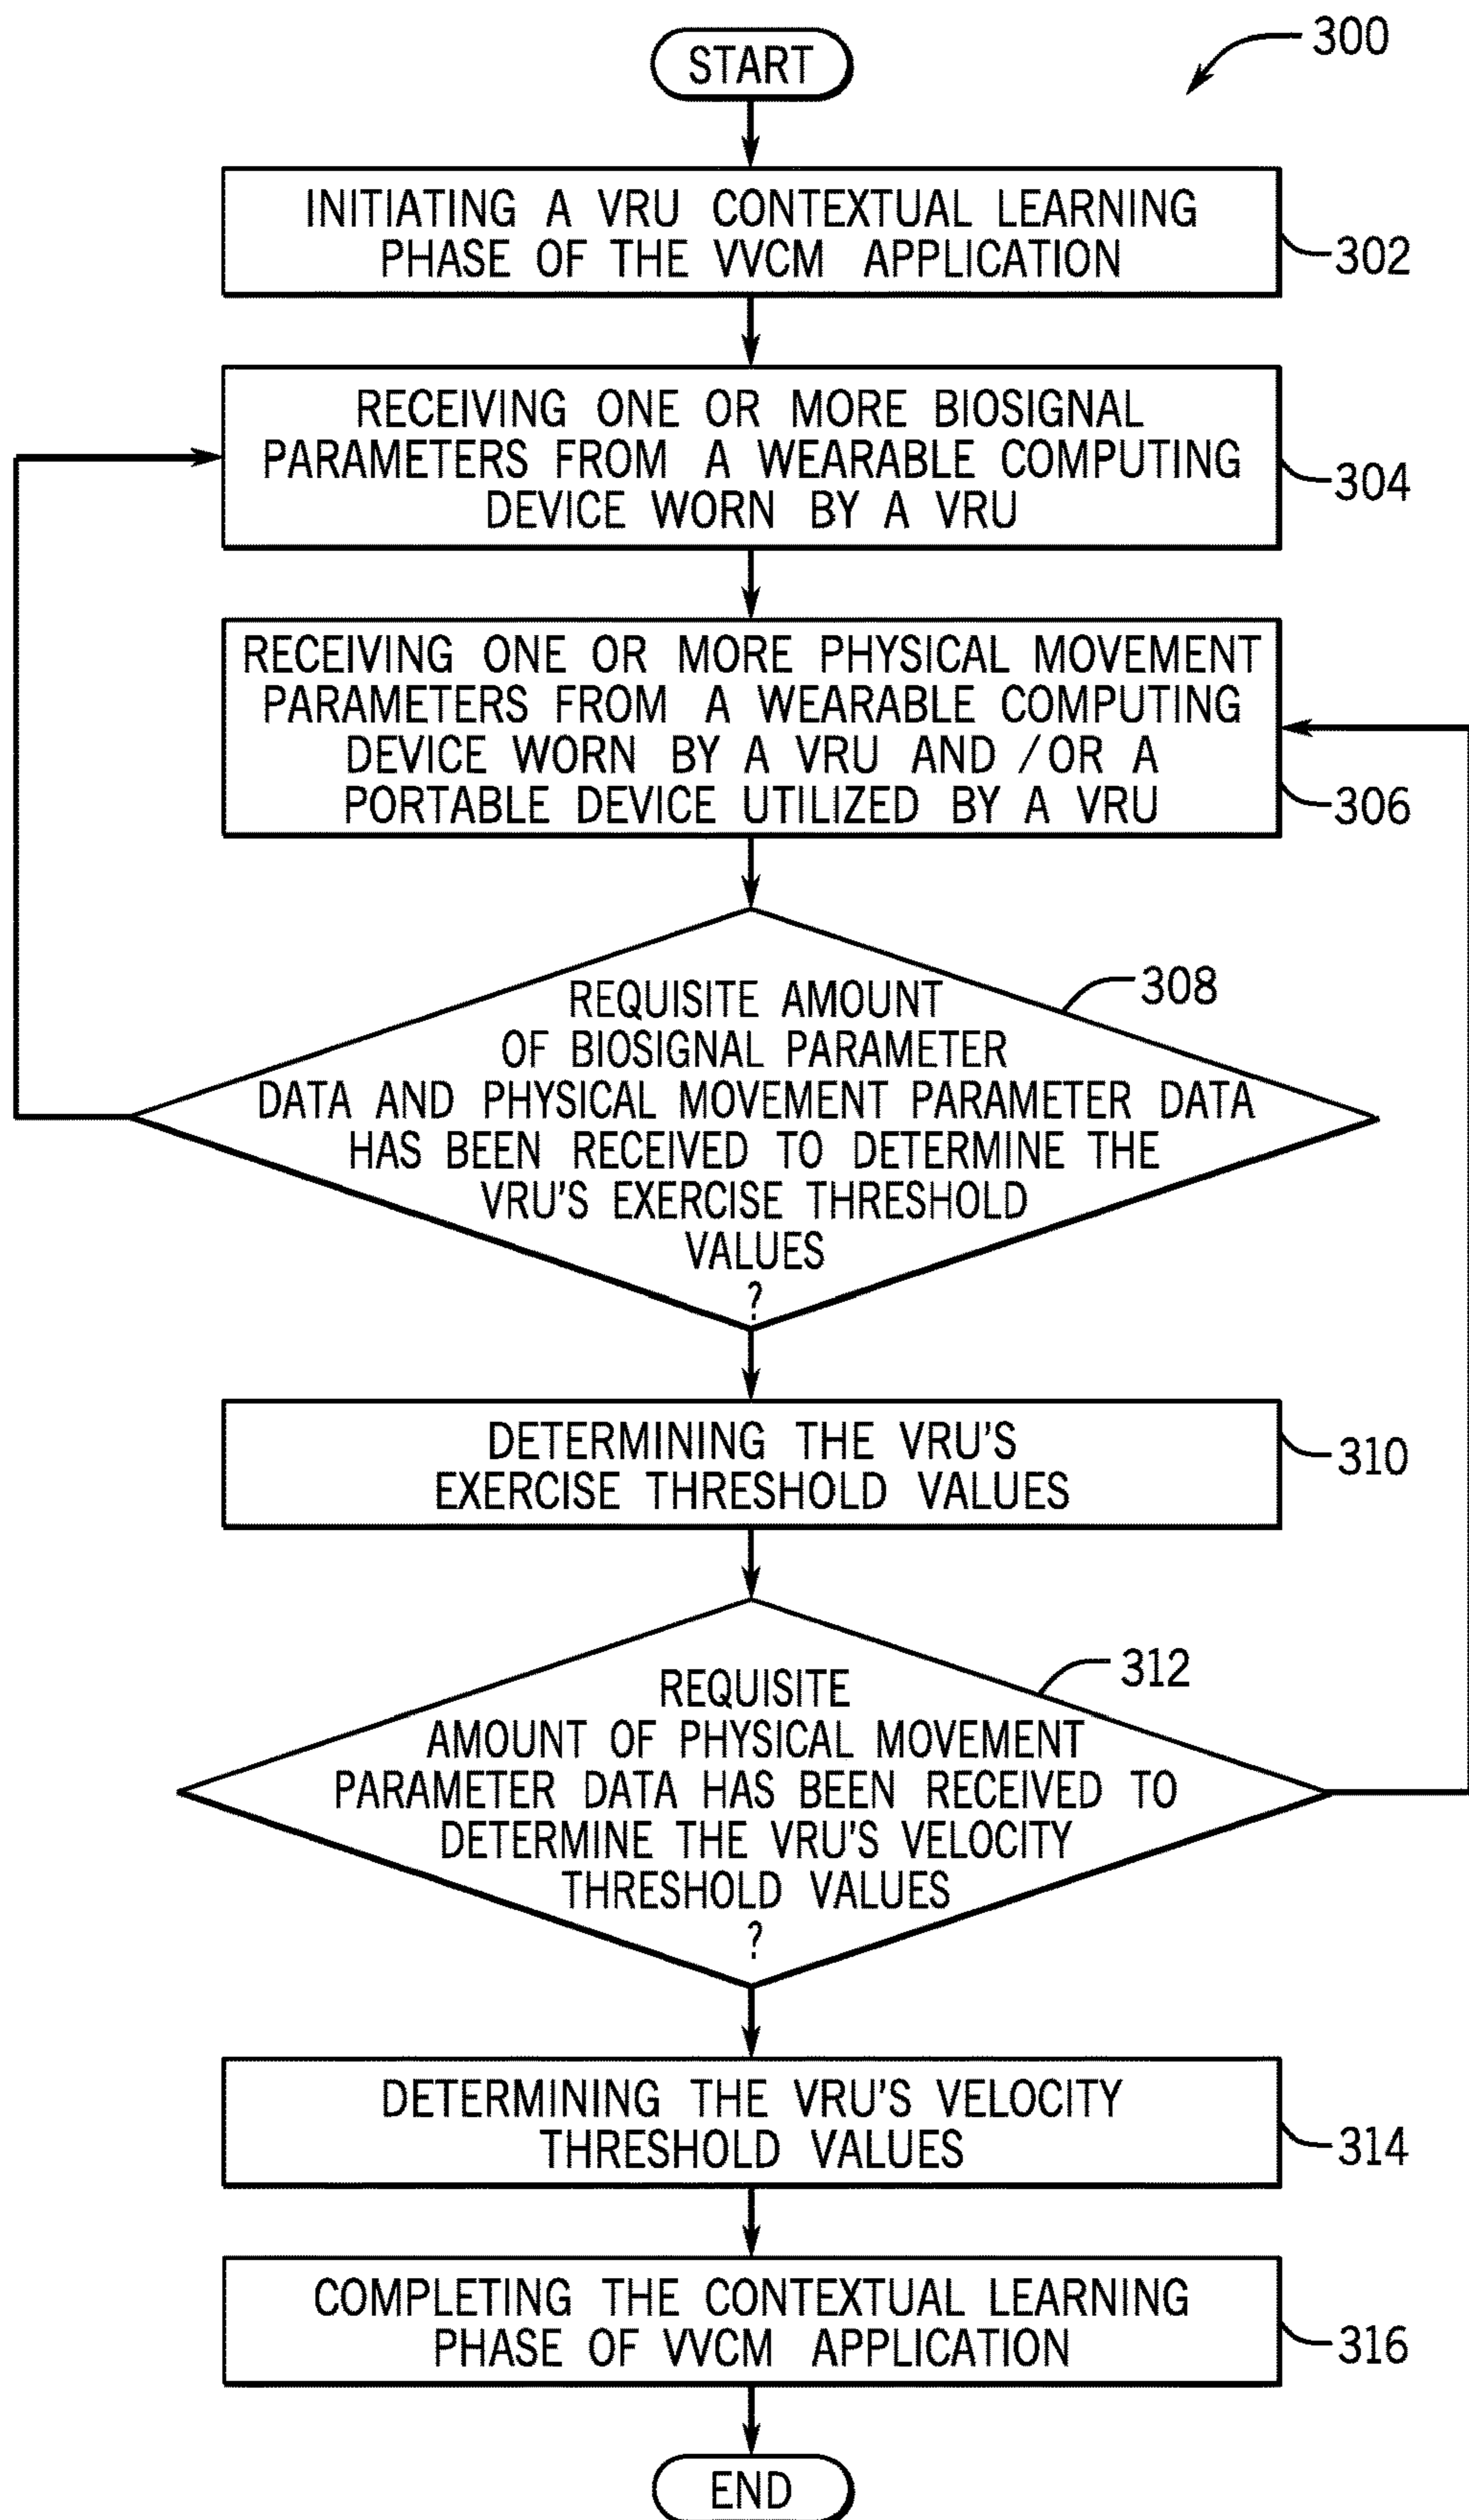 START
300
INITIATING A VRU CONTEXTUAL LEARNING
PHASE OF THE VVCM APPLICATION
302
RECEIVING ONE OR MORE BIOSIGNAL
PARAMETERS FROM A WEARABLE COMPUTING
DEVICE WORN BY A VRU
304
RECEIVING ONE OR MORE PHYSICAL MOVEMENT
PARAMETERS FROM A WEARABLE COMPUTING
DEVICE WORN BY A VRU AND /OR A
PORTABLE DEVICE UTILIZED BY A VRU
306
REQUISITE AMOUNT
OF BIOSIGNAL PARAMETER
DATA AND PHYSICAL MOVEMENT PARAMETER DATA
HAS BEEN RECEIVED TO DETERMINE THE
VRU'S EXERCISE THRESHOLD
VALUES
?
308
DETERMINING THE VRU'S
EXERCISE THRESHOLD VALUES
310
REQUISITE
AMOUNT OF PHYSICAL MOVEMENT
PARAMETER DATA HAS BEEN RECEIVED TO
DETERMINE THE VRU'S VELOCITY
THRESHOLD VALUES
?
312
DETERMINING THE VRU'S VELOCITY
THRESHOLD VALUES
314
COMPLETING THE CONTEXTUAL LEARNING
PHASE OF VVCM APPLICATION
316
END